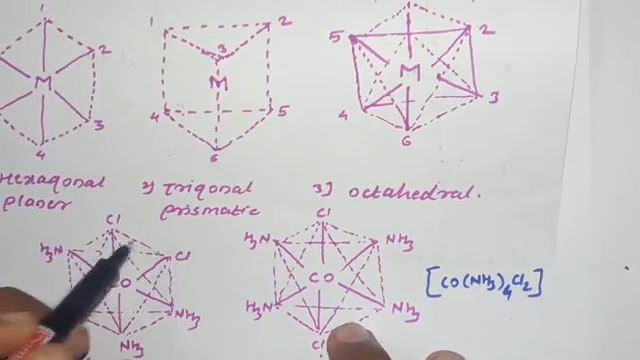 1
2
M
3
4
1
2
3
M
4
5
6
5
2
M
4
3
6
Hexagonal
planer
2) Trigonal
prismatic
3] octahedral.
Cl
H3N
Cl
CO
NH3
NH3
Cl
H3N
NH3
CO
H3N
NH3
Cl
[CO(NH3)4Cl2]